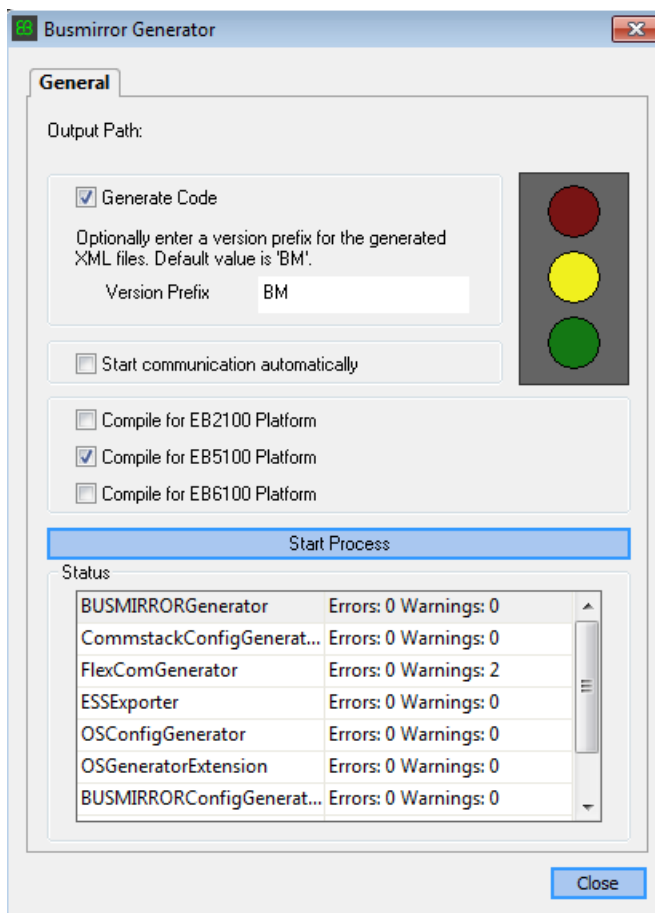 Busmirror Generator
General
Output Path:
Generate Code
Optionally enter a version prefix for the generated
XML files. Default value is 'BM'.
Version Prefix BM
Start communication automatically
Compile for EB2100 Platform
Compile for EB5100 Platform
Compile for EB6100 Platform
Start Process
Status
BUSMIRRORGenerator Errors: 0 Warnings: 0
CommstackConfigGenerat... Errors: 0 Warnings: 0
FlexComGenerator Errors: 0 Warnings: 2
ESSExporter Errors: 0 Warnings: 0
OSConfigGenerator Errors: 0 Warnings: 0
OSGeneratorExtension Errors: 0 Warnings: 0
BUSMIRRORConfigGenerat... Errors: 0 Warnings: 0
Close